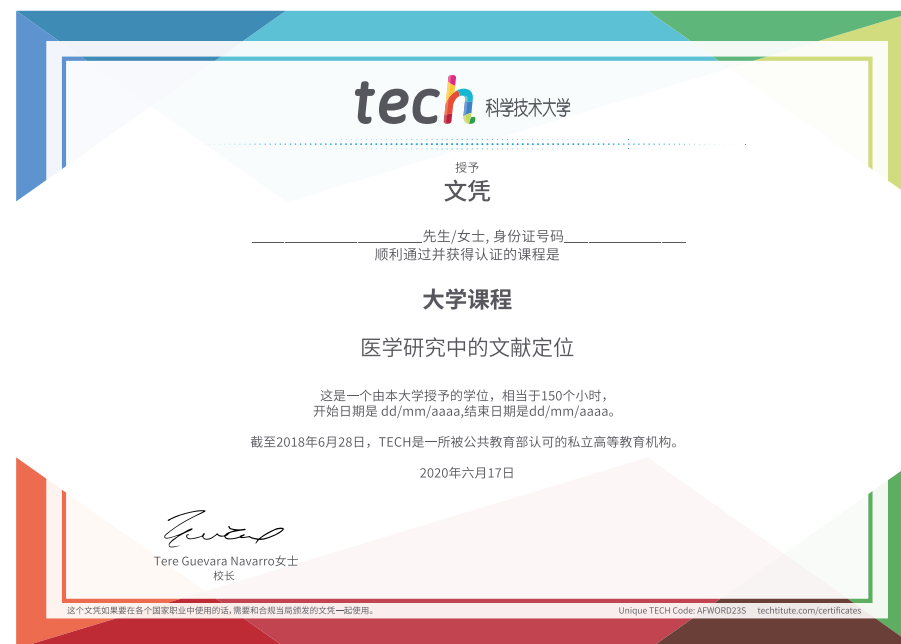 tech 科学技术大学
授予
文凭
先生/女士, 身份证号码
顺利通过并获得认证的课程是
大学课程
医学研究中的文献定位
这是一个由本大学授予的学位，相当于150个小时，
开始日期是 dd/mm/aaaa,结束日期是dd/mm/aaaa。
截至2018年6月28日，TECH是一所被公共教育部认可的私立高等教育机构。
2020年六月17日
Tere Guevara Navarro女士
校长
这个文凭如果要在各个国家职业中使用的话,需要和合规当局颁发的文凭一起使用。
Unique TECH Code: AFWORD23S techtitute.com/certificates